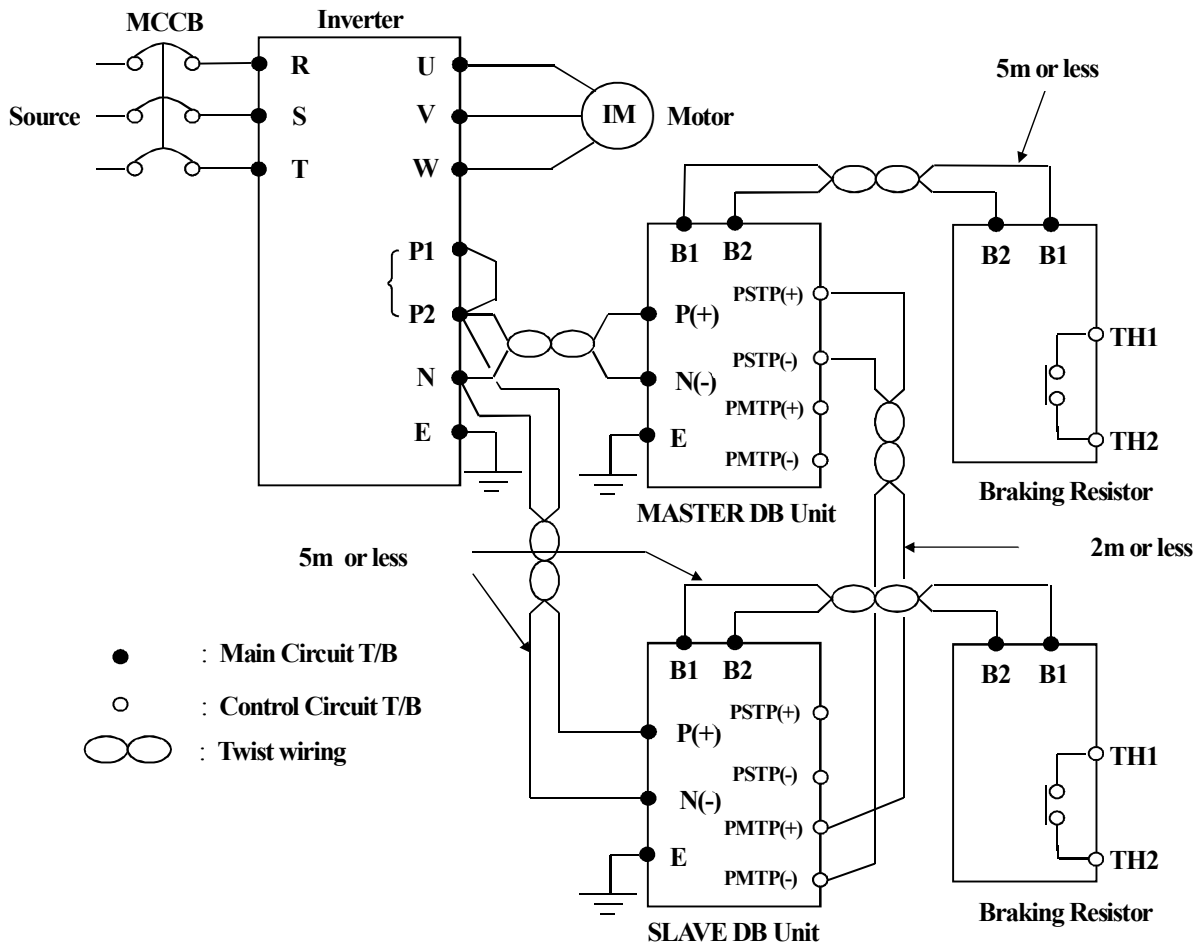 MCCB
Inverter
Source
R
S
T
U
V
W
IM
Motor
P1
P2
N
E
5m or less
B1 B2
P(+)
N(-)
E
PSTP(+)
PSTP(-)
PMTP(+)
PMTP(-)
MASTER DB Unit
B2 B1
TH1
TH2
Braking Resistor
5m or less
2m or less
B1 B2
P(+)
N(-)
E
PSTP(+)
PSTP(-)
PMTP(+)
PMTP(-)
SLAVE DB Unit
B2 B1
TH1
TH2
Braking Resistor
: Main Circuit T/B
: Control Circuit T/B
: Twist wiring